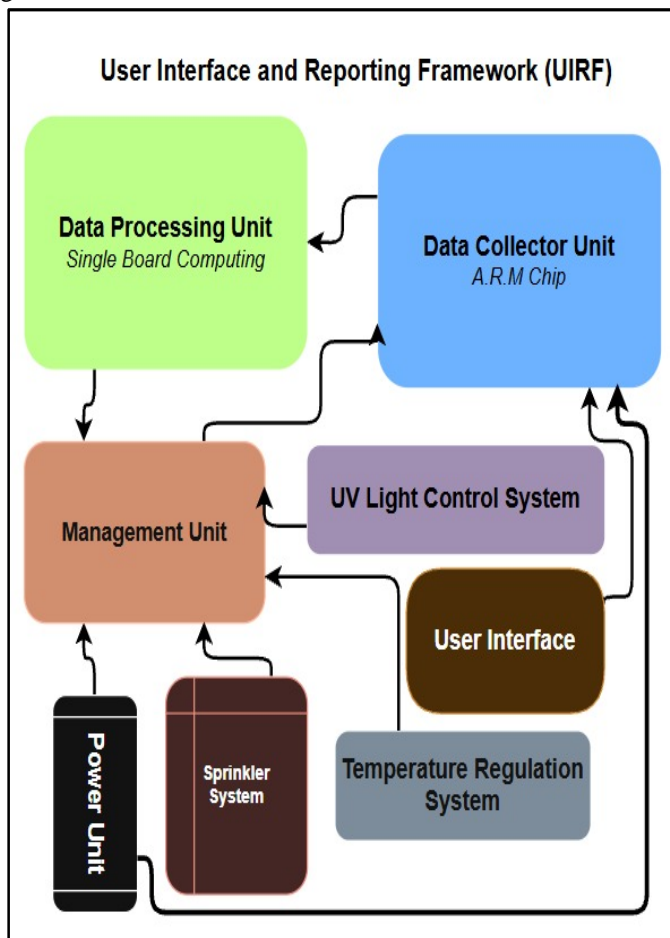 User Interface and Reporting Framework (UIRF)
Data Processing Unit
Single Board Computing
Data Collector Unit
A.R.M Chip
UV Light Control System
Management Unit
User Interface
Power Unit
Sprinkler
System
Temperature Regulation
System